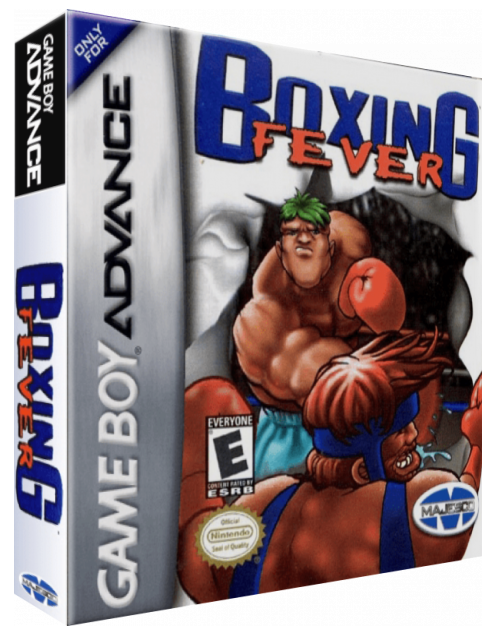 GAME BOY
ADVANCE
BOXING
FEVER
MAJESCO
ONLY
FOR
GAME BOY ADVANCE
BOXING
FEVER
EVERYONE
E
CONTENT RATED BY
ESRB
Official
Nintendo
Seal of Quality
MAJESCO